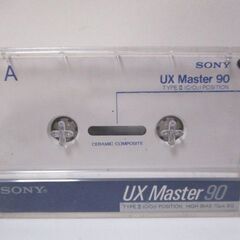 A
SONY
UX Master 90
TYPE II (CrO₂) POSITION
CERAMIC COMPOSITE
SONY
UX Master 90
TYPE II (CrO₂) POSITION, HIGH BIAS 70μs EQ